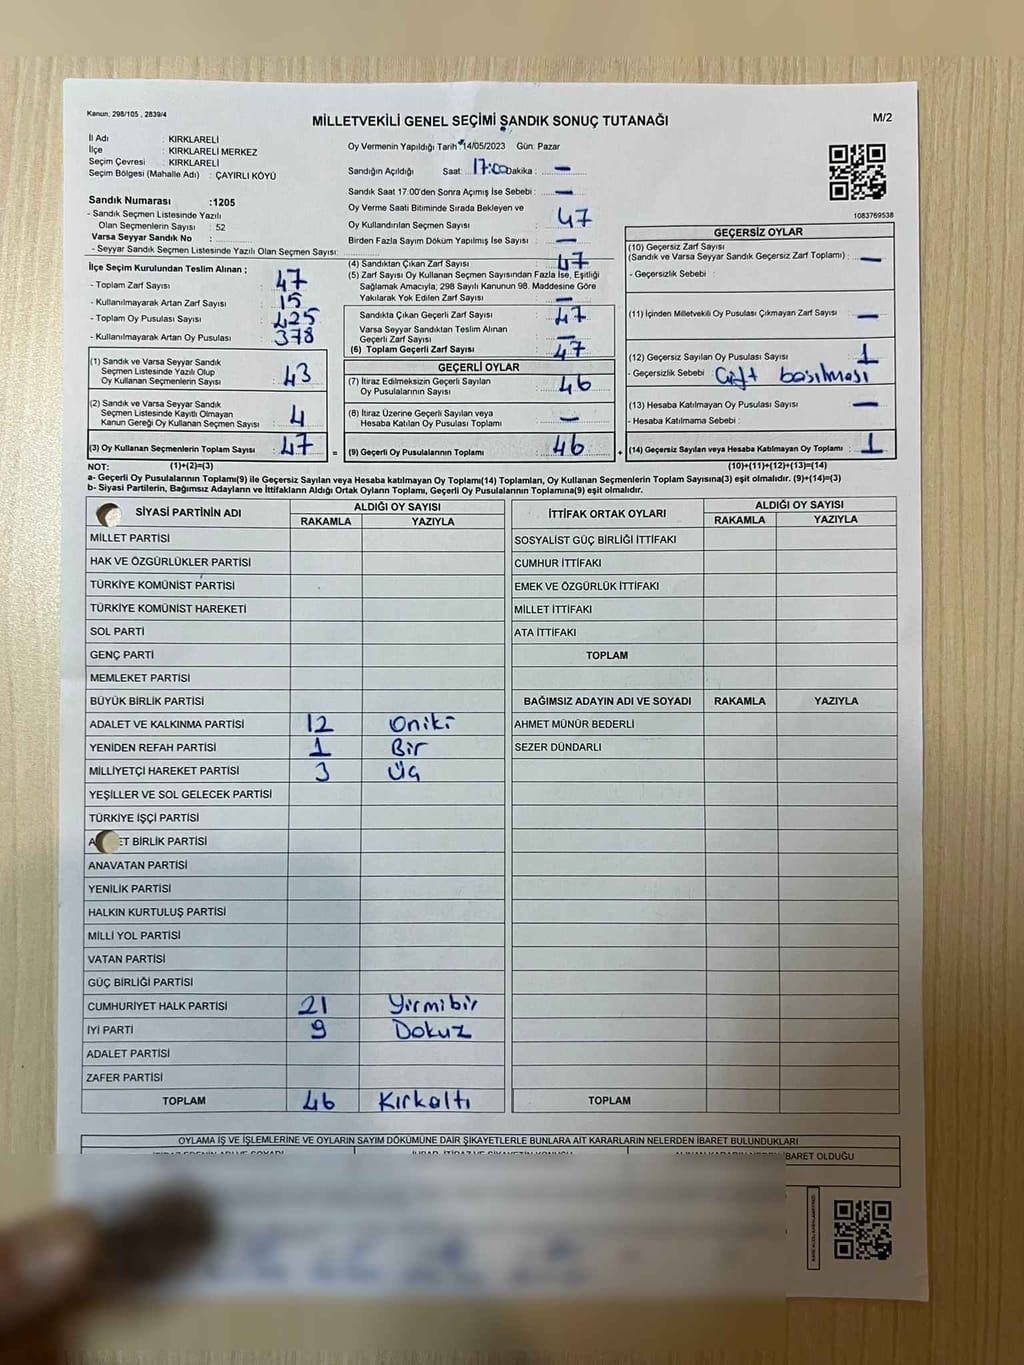 Kanun; 298/105 , 2839/4
MİLLETVEKİLİ GENEL SEÇİMİ SANDIK SONUÇ TUTANAĞI
M/2
İl Adı : KIRKLARELİ
İlçe : KIRKLARELİ MERKEZ
Seçim Çevresi : KIRKLARELİ
Seçim Bölgesi (Mahalle Adı) : ÇAYIRLI KÖYÜ
Sandık Numarası :1205
- Sandık Seçmen Listesinde Yazılı
Olan Seçmenlerin Sayısı : 52
Varsa Seyyar Sandık No :
- Seyyar Sandık Seçmen Listesinde Yazılı Olan Seçmen Sayısı:
Oy Vermenin Yapıldığı Tarih: 14/05/2023 Gün: Pazar
Sandığın Açıldığı Saat: 17:00 Dakika : —
Sandık Saat 17:00'den Sonra Açımış İse Sebebi : —
Oy Verme Saati Bitiminde Sırada Bekleyen ve
Oy Kullandırılan Seçmen Sayısı : 47
Birden Fazla Sayım Döküm Yapılmış İse Sayısı : —
1083769538
İlçe Seçim Kurulundan Teslim Alınan ;
- Toplam Zarf Sayısı : 47
- Kullanılmayarak Artan Zarf Sayısı : 15
- Toplam Oy Pusulası Sayısı : 425
- Kullanılmayarak Artan Oy Pusulası : 378
(1) Sandık ve Varsa Seyyar Sandık
Seçmen Listesinde Yazılı Olup
Oy Kullanan Seçmenlerin Sayısı : 43
(2) Sandık ve Varsa Seyyar Sandık
Seçmen Listesinde Kayıtlı Olmayan
Kanun Gereği Oy Kullanan Seçmen Sayısı : 4
(3) Oy Kullanan Seçmenlerin Toplam Sayısı : 47
(4) Sandıktan Çıkan Zarf Sayısı : 47
(5) Zarf Sayısı Oy Kullanan Seçmen Sayısından Fazla İse, Eşitliği
Sağlamak Amacıyla, 298 Sayılı Kanunun 98. Maddesine Göre
Yakılarak Yok Edilen Zarf Sayısı : —
Sandıkta Çıkan Geçerli Zarf Sayısı : 47
Varsa Seyyar Sandıktan Teslim Alınan
Geçerli Zarf Sayısı : —
(6) Toplam Geçerli Zarf Sayısı : 47
GEÇERLİ OYLAR
(7) İtiraz Edilmeksizin Geçerli Sayılan
Oy Pusulalarının Sayısı : 46
(8) İtiraz Üzerine Geçerli Sayılan veya
Hesaba Katılan Oy Pusulası Toplamı : —
= (9) Geçerli Oy Pusulalarının Toplamı : 46
GEÇERSİZ OYLAR
(10) Geçersiz Zarf Sayısı
(Sandık ve Varsa Seyyar Sandık Geçersiz Zarf Toplamı) : —
- Geçersizlik Sebebi :
(11) İçinden Milletvekili Oy Pusulası Çıkmayan Zarf Sayısı : —
(12) Geçersiz Sayılan Oy Pusulası Sayısı : 1
- Geçersizlik Sebebi : Çift basılması
(13) Hesaba Katılmayan Oy Pusulası Sayısı : —
- Hesaba Katılmama Sebebi :
+ (14) Geçersiz Sayılan veya Hesaba Katılmayan Oy Toplamı : 1
NOT: (1)+(2)=(3) (10)+(11)+(12)+(13)=(14)
a- Geçerli Oy Pusulalarının Toplamı(9) ile Geçersiz Sayılan veya Hesaba katılmayan Oy Toplamı(14) Toplamları, Oy Kullanan Seçmenlerin Toplam Sayısına(3) eşit olmalıdır. (9)+(14)=(3)
b- Siyasi Partilerin, Bağımsız Adayların ve İttifakların Aldığı Ortak Oyların Toplamı, Geçerli Oy Pusulalarının Toplamına(9) eşit olmalıdır.
SİYASİ PARTİNİN ADI ALDIĞI OY SAYISI
RAKAMLA YAZIYLA
MİLLET PARTİSİ
HAK VE ÖZGÜRLÜKLER PARTİSİ
TÜRKİYE KOMÜNİST PARTİSİ
TÜRKİYE KOMÜNİST HAREKETİ
SOL PARTİ
GENÇ PARTİ
MEMLEKET PARTİSİ
BÜYÜK BİRLİK PARTİSİ
ADALET VE KALKINMA PARTİSİ 12 Oniki
YENİDEN REFAH PARTİSİ 1 Bir
MİLLİYETÇİ HAREKET PARTİSİ 3 Üç
YEŞİLLER VE SOL GELECEK PARTİSİ
TÜRKİYE İŞÇİ PARTİSİ
BİRLİK PARTİSİ
ANAVATAN PARTİSİ
YENİLİK PARTİSİ
HALKIN KURTULUŞ PARTİSİ
MİLLİ YOL PARTİSİ
VATAN PARTİSİ
GÜÇ BİRLİĞİ PARTİSİ
CUMHURİYET HALK PARTİSİ 21 Yirmibir
İYİ PARTİ 9 Dokuz
ADALET PARTİSİ
ZAFER PARTİSİ
TOPLAM 46 Kırkaltı
İTTİFAK ORTAK OYLARI ALDIĞI OY SAYISI
RAKAMLA YAZIYLA
SOSYALİST GÜÇ BİRLİĞİ İTTİFAKI
CUMHUR İTTİFAKI
EMEK VE ÖZGÜRLÜK İTTİFAKI
MİLLET İTTİFAKI
ATA İTTİFAKI
TOPLAM
BAĞIMSIZ ADAYIN ADI VE SOYADI RAKAMLA YAZIYLA
AHMET MÜNÜR BEDERLİ
SEZER DÜNDARLI
TOPLAM
OYLAMA İŞ VE İŞLEMLERİNE VE OYLARIN SAYIM DÖKÜMÜNE DAİR ŞİKAYETLERLE BUNLARA AİT KARARLARIN NELERDEN İBARET BULUNDUKLARI
İBARET OLDUĞU